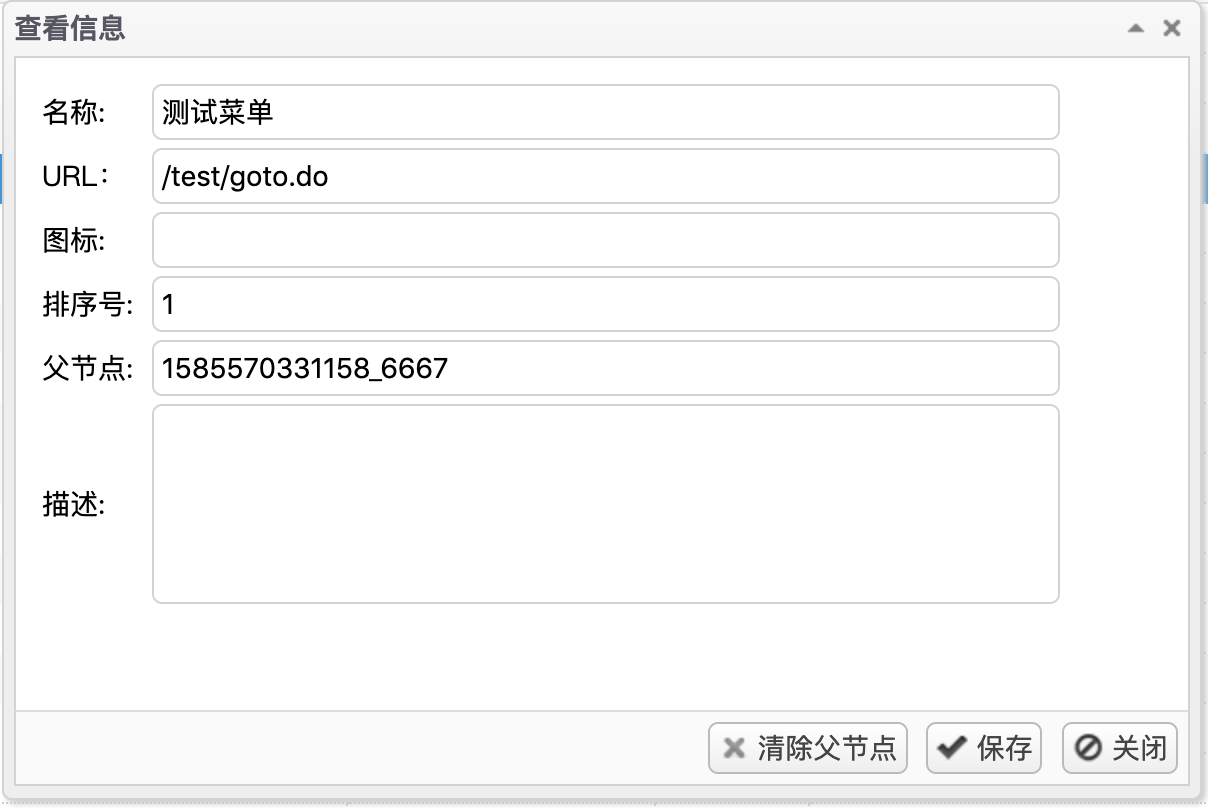 查看信息
名称: 测试菜单
URL: /test/goto.do
图标:
排序号: 1
父节点: 1585570331158_6667
描述:
清除父节点 保存 关闭